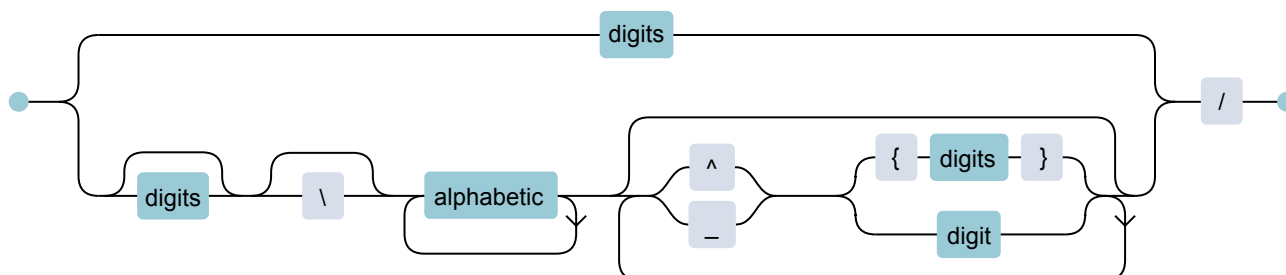 digits
/
^
{ digits }
digits
\
alphabetic
_
digit